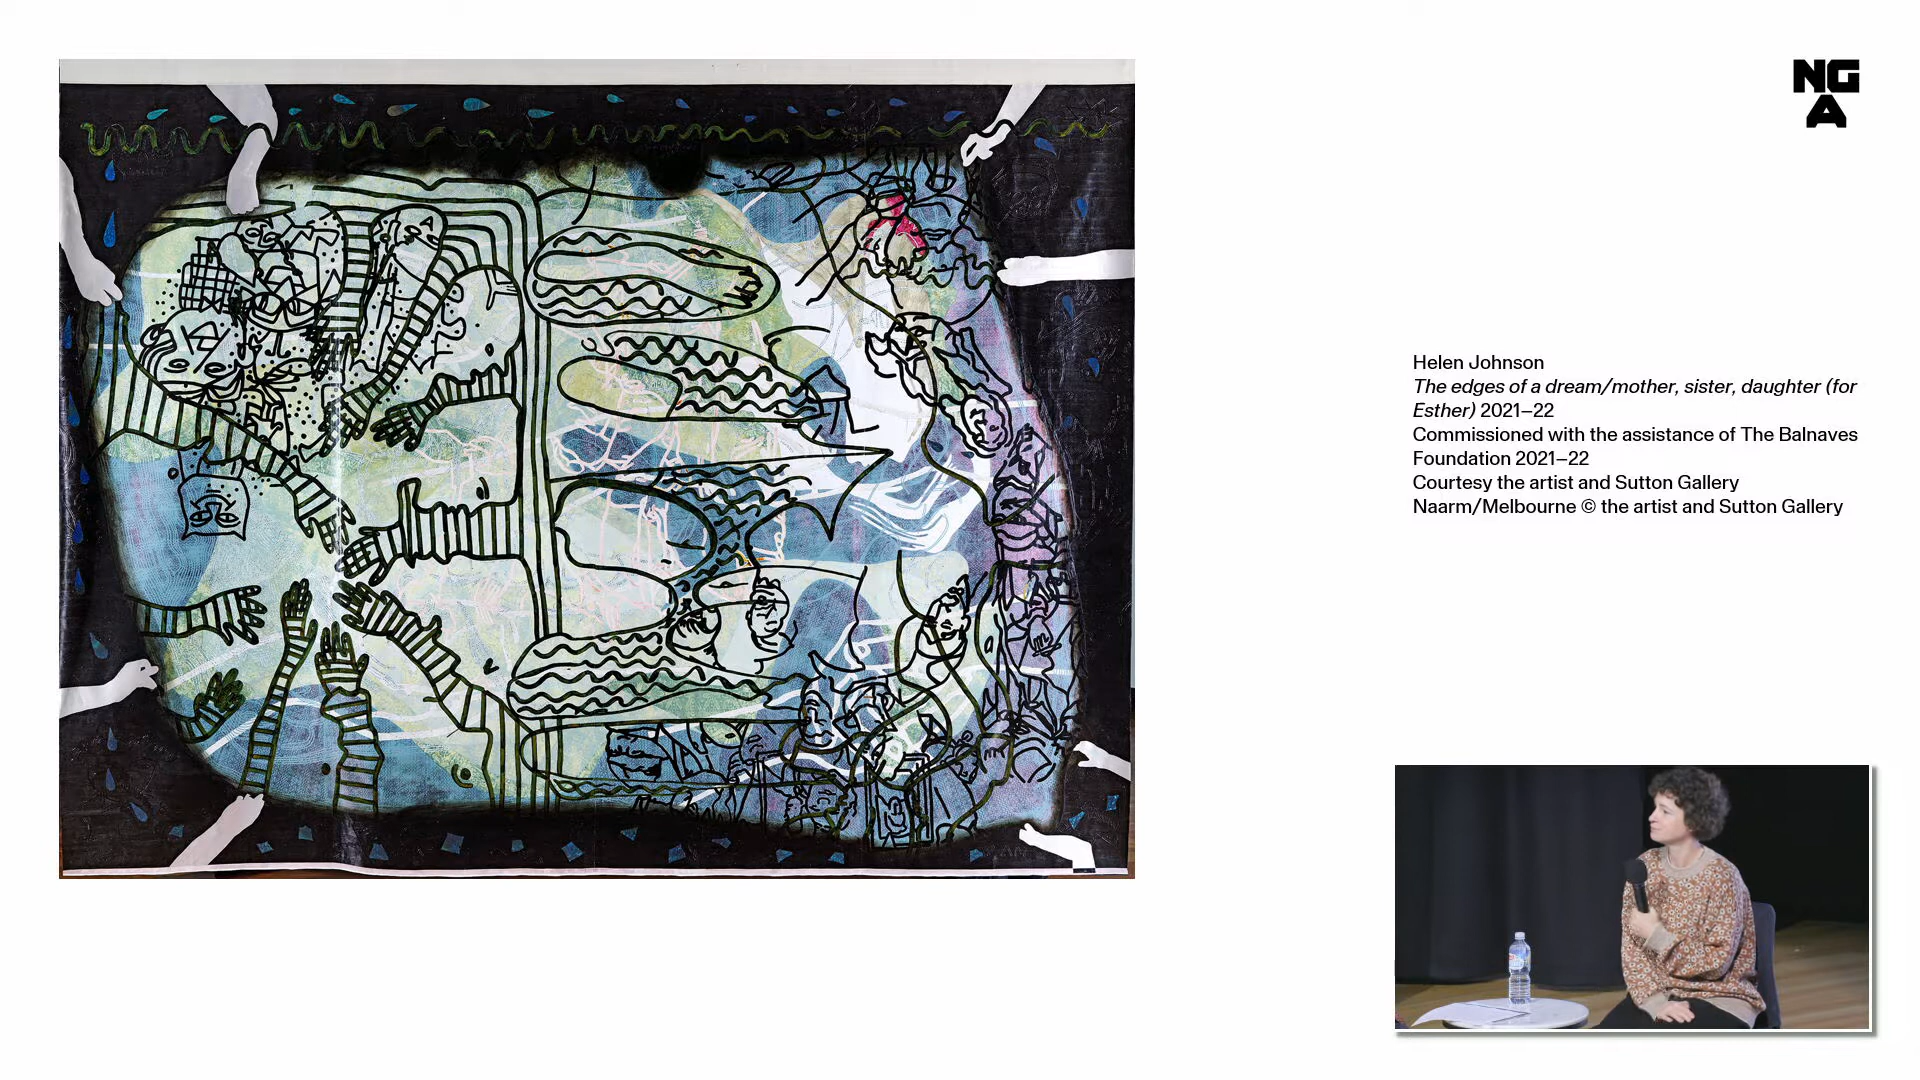 NG
A
Helen Johnson
The edges of a dream/mother, sister, daughter (for
Esther) 2021–22
Commissioned with the assistance of The Balnaves
Foundation 2021–22
Courtesy the artist and Sutton Gallery
Naarm/Melbourne © the artist and Sutton Gallery